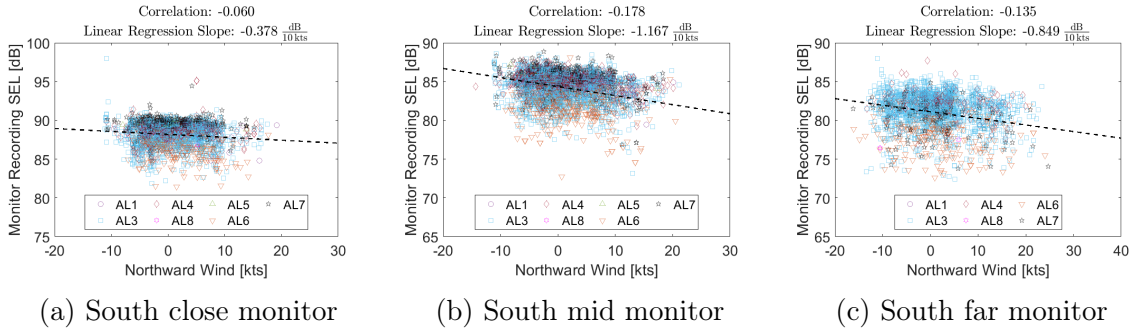 Correlation: -0.060
Linear Regression Slope: -0.378 dB/10 kts
Monitor Recording SEL [dB]
100
95
90
85
80
75
70
65
AL1 AL4 AL5 AL7
AL3 AL8 AL6
-20 -10 0 10 20 30
Northward Wind [kts]
(a) South close monitor
Correlation: -0.178
Linear Regression Slope: -1.167 dB/10 kts
Monitor Recording SEL [dB]
90
85
80
75
70
65
AL1 AL4 AL5 AL7
AL3 AL8 AL6
-20 -10 0 10 20 30
Northward Wind [kts]
(b) South mid monitor
Correlation: -0.135
Linear Regression Slope: -0.849 dB/10 kts
Monitor Recording SEL [dB]
90
85
80
75
70
65
AL1 AL4 AL6
AL3 AL8 AL7
-20 -10 0 10 20 30 40
Northward Wind [kts]
(c) South far monitor